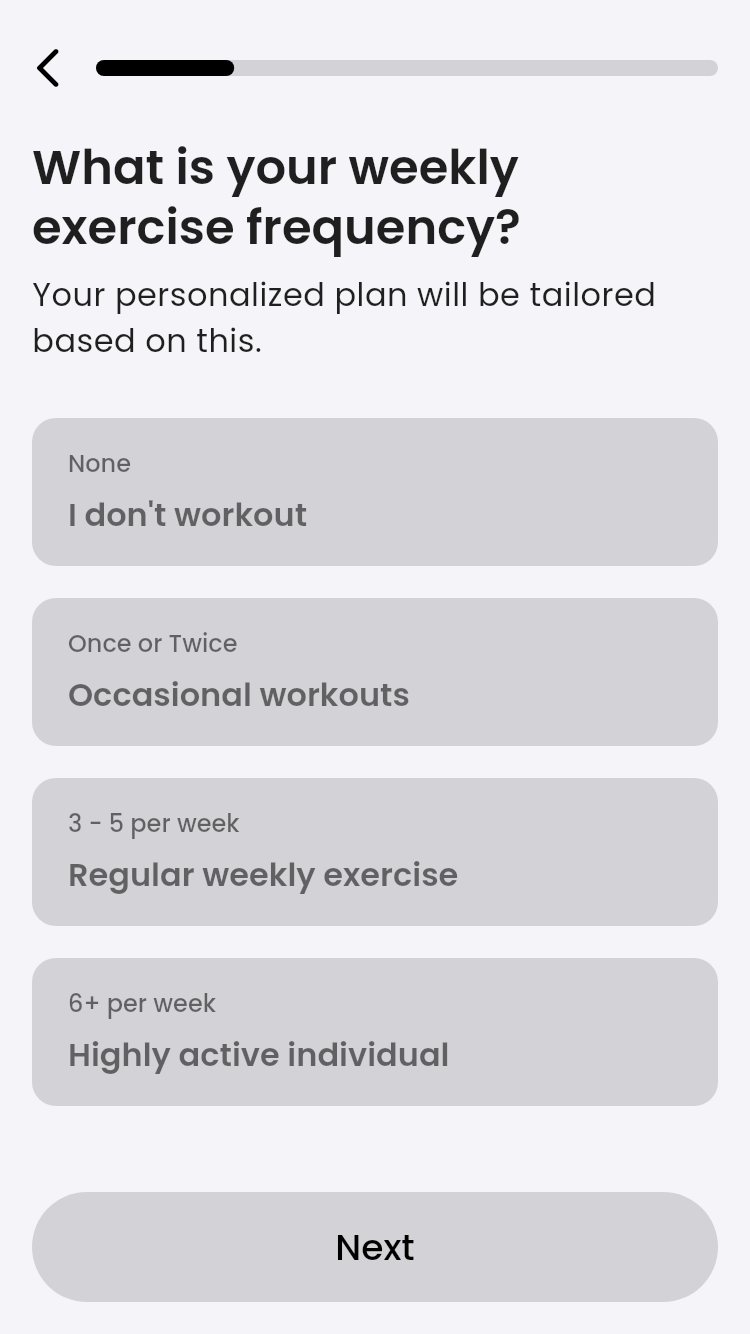 What is your weekly
exercise frequency?
Your personalized plan will be tailored
based on this.
None
I don't workout
Once or Twice
Occasional workouts
3 - 5 per week
Regular weekly exercise
6+ per week
Highly active individual
Next